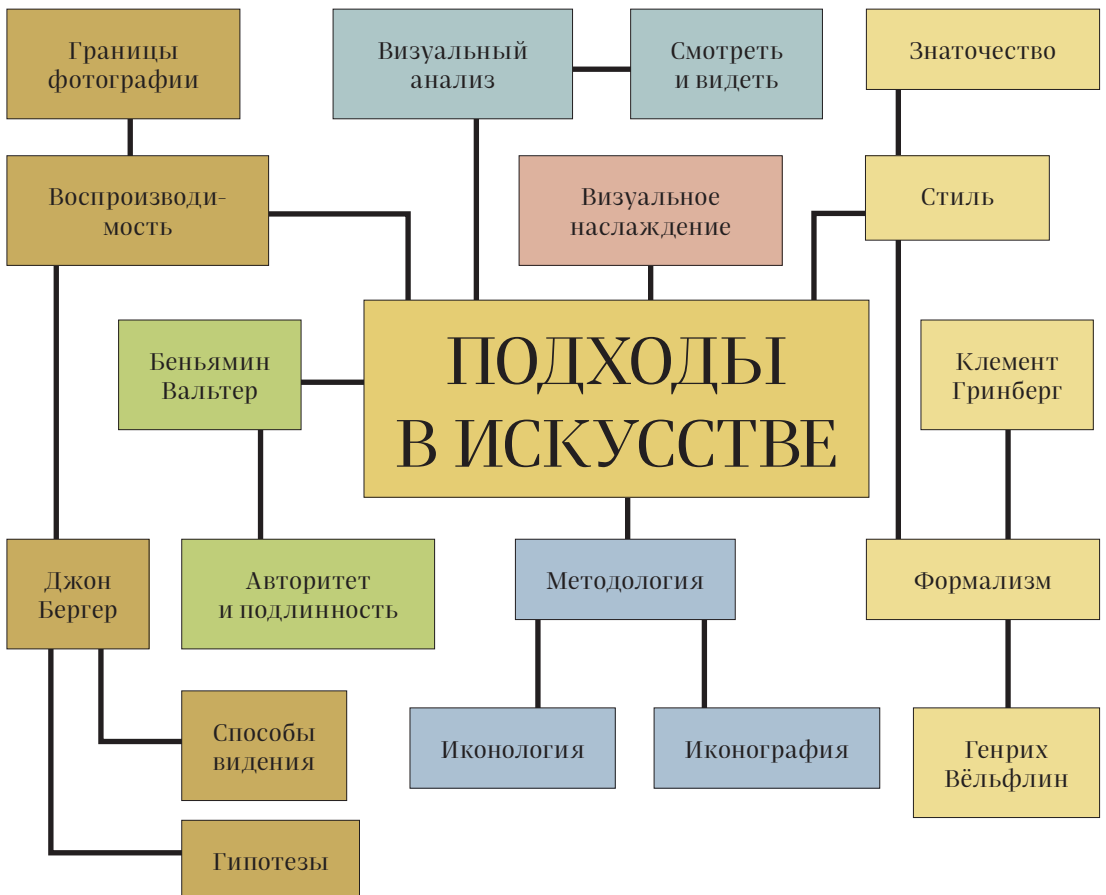 Границы
фотографии
Визуальный
анализ
Смотреть
и видеть
Знаточество
Воспроизводи-
мость
Визуальное
наслаждение
Стиль
ПОДХОДЫ
В ИСКУССТВЕ
Беньямин
Вальтер
Клемент
Гринберг
Джон
Бергер
Авторитет
и подлинность
Методология
Формализм
Способы
видения
Иконология
Иконография
Генрих
Вёльфлин
Гипотезы